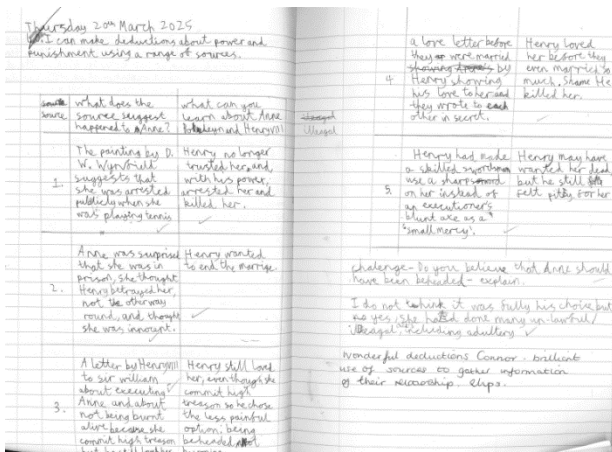 Thursday 20th March 2025
I can make deductions about power and
punishment using a range of sources.
source
what does the
source suggest
happened to Anne?
what can you
learn about Anne
Boleyn and Henry VIII
1.
The painting by D.
W. Wynfield
suggests that
she was arrested
publicly when she
was playing tennis
Henry no longer
trusted her, and
with his power,
arrested her and
killed her.
2.
Anne was surprised
that she was in
prison, she thought
Henry betrayed her,
not the other way
round, and thought
she was innocent.
Henry wanted
to end the marrige
3.
A letter by Henry VIII
to sir william
about executing
Anne and about
not being burnt
alive because she
commit high treason
Henry still loved
her, even though she
commit high
treason so he chose
the less painful
option, being
beheaded not
4
a love letter before
they were married
by
Henry showing
his love to her and
they wrote to each
other in secret.
Henry loved
her before they
even married so
much. Shame He
killed her.
5.
Henry had made
a skilled
use a sharp
on her instead of
an executioner's
blunt axe as a
'small mercy'.
Henry may have
wanted her dead
but he still
felt pitty for her
challenge - Do you believe that Anne should
have been beheaded - explain.
I do not think it was fully his choice but
yes, she had done many un-lawful/
including adultery
Wonderful deductions Connor. brilliant
use of sources to gather information
of their relationship.